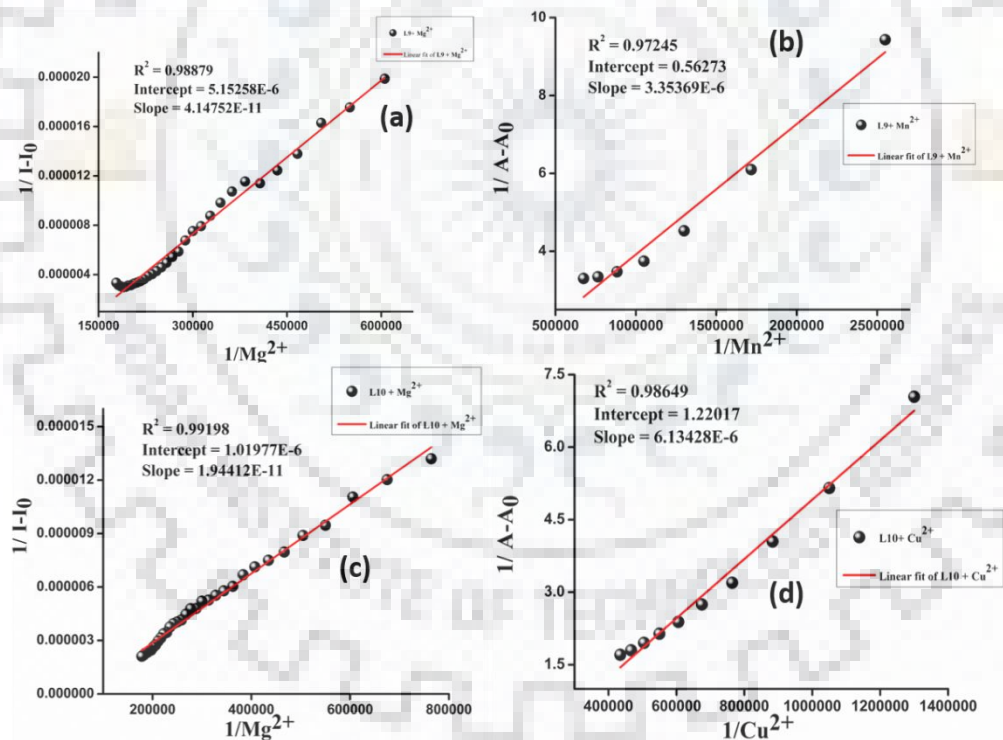 L9+ Mg2+
Linear fit of L9 + Mg2+
R2 = 0.98879
Intercept = 5.15258E-6
Slope = 4.14752E-11
(a)
0.000020
0.000016
0.000012
0.000008
0.000004
1/ I-I0
150000 300000 450000 600000
1/Mg2+
10
8
6
4
1/ A-A0
R2 = 0.97245
Intercept = 0.56273
Slope = 3.35369E-6
(b)
L9+ Mn2+
Linear fit of L9 + Mn2+
500000 1000000 1500000 2000000 2500000
1/Mn2+
L10 + Mg2+
Linear fit of L10 + Mg2+
R2 = 0.99198
Intercept = 1.01977E-6
Slope = 1.94412E-11
(c)
0.000015
0.000012
0.000009
0.000006
0.000003
0.000000
1/ I-I0
200000 400000 600000 800000
1/Mg2+
7.5
6.0
4.5
3.0
1.5
1/ A-A0
R2 = 0.98649
Intercept = 1.22017
Slope = 6.13428E-6
L10+ Cu2+
Linear fit of L10 + Cu2+
(d)
400000 600000 800000 1000000 1200000 1400000
1/Cu2+